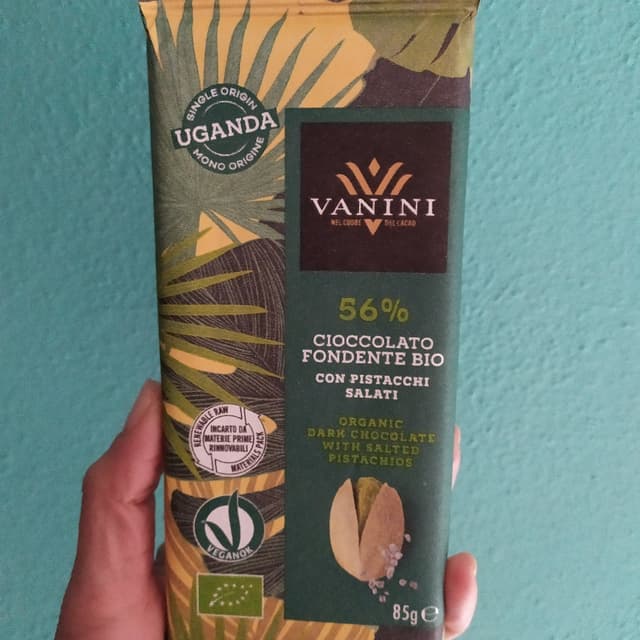 SINGLE ORIGIN
UGANDA
MONO ORIGINE
VANINI
NEL CUORE DEL CACAO
56%
CIOCCOLATO
FONDENTE BIO
CON PISTACCHI
SALATI
ORGANIC
DARK CHOCOLATE
WITH SALTED
PISTACHIOS
RENEWABLE RAW
INCARTO DA
MATERIE PRIME
RINNOVABILI
MATERIALS PACK
VEGANOK
85g e